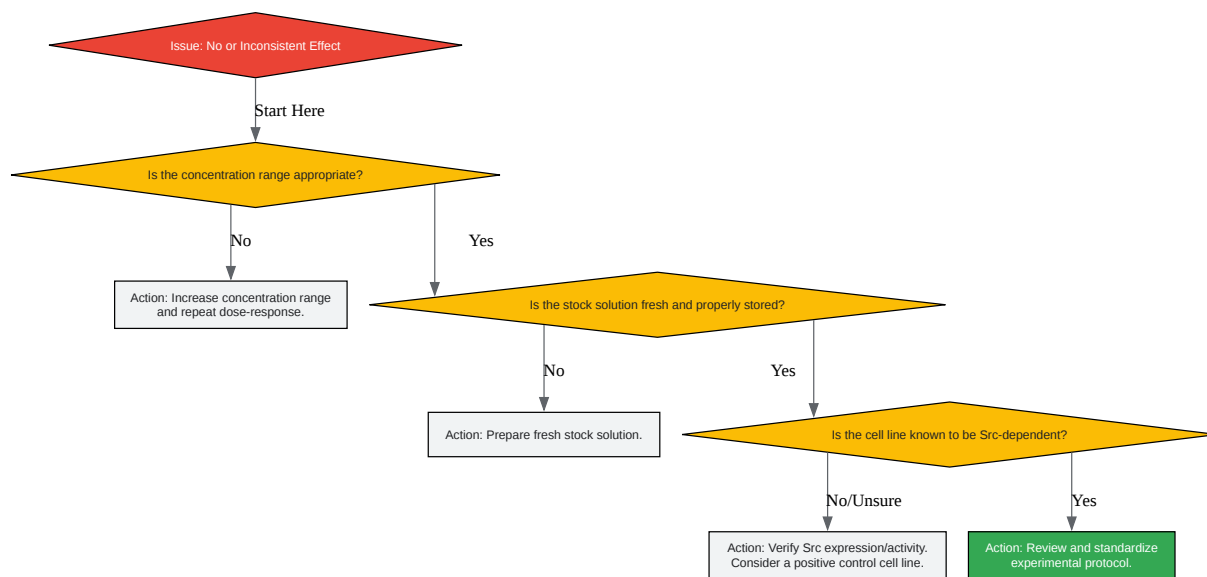 Issue: No or Inconsistent Effect
Start Here
Is the concentration range appropriate?
No
Yes
Action: Increase concentration range
and repeat dose-response.
Is the stock solution fresh and properly stored?
No
Yes
Action: Prepare fresh stock solution.
Is the cell line known to be Src-dependent?
No/Unsure
Yes
Action: Verify Src expression/activity.
Consider a positive control cell line.
Action: Review and standardize
experimental protocol.